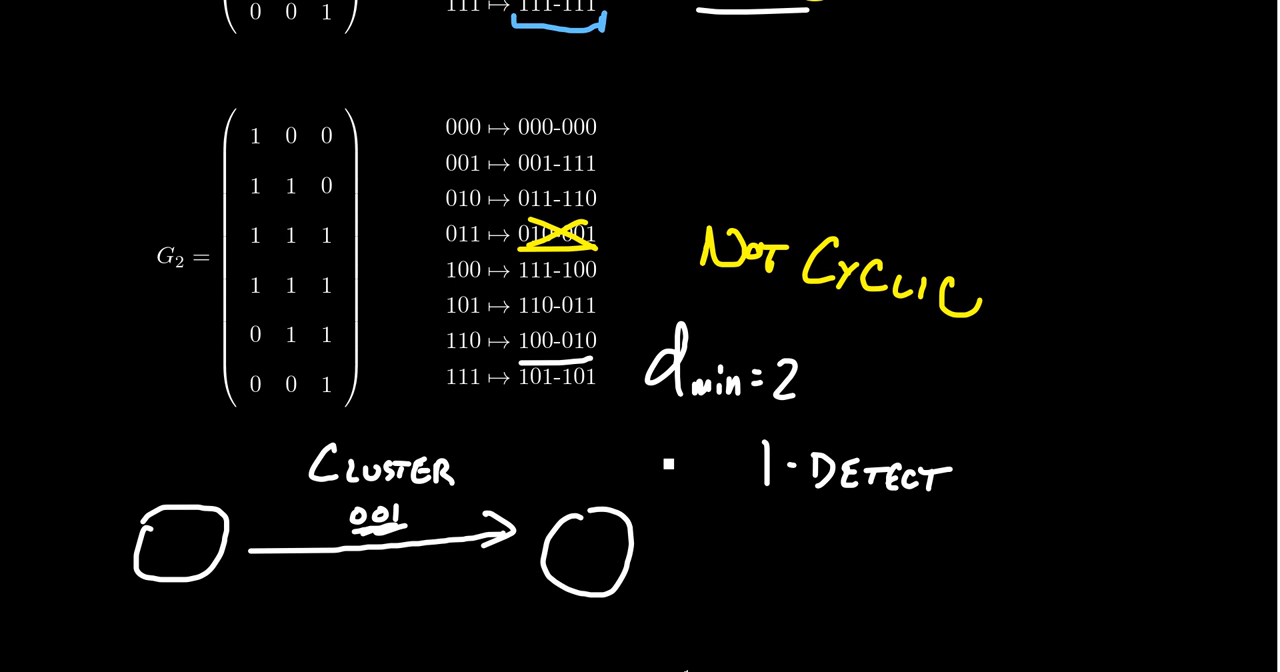 0 0 1
111 ↦ 111-111
G₂ =
1 0 0
1 1 0
1 1 1
1 1 1
0 1 1
0 0 1
000 ↦ 000-000
001 ↦ 001-111
010 ↦ 011-110
011 ↦ 010-001
100 ↦ 111-100
101 ↦ 110-011
110 ↦ 100-010
111 ↦ 101-101
NOT CYCLIC
dmin = 2
1-DETECT
CLUSTER
001